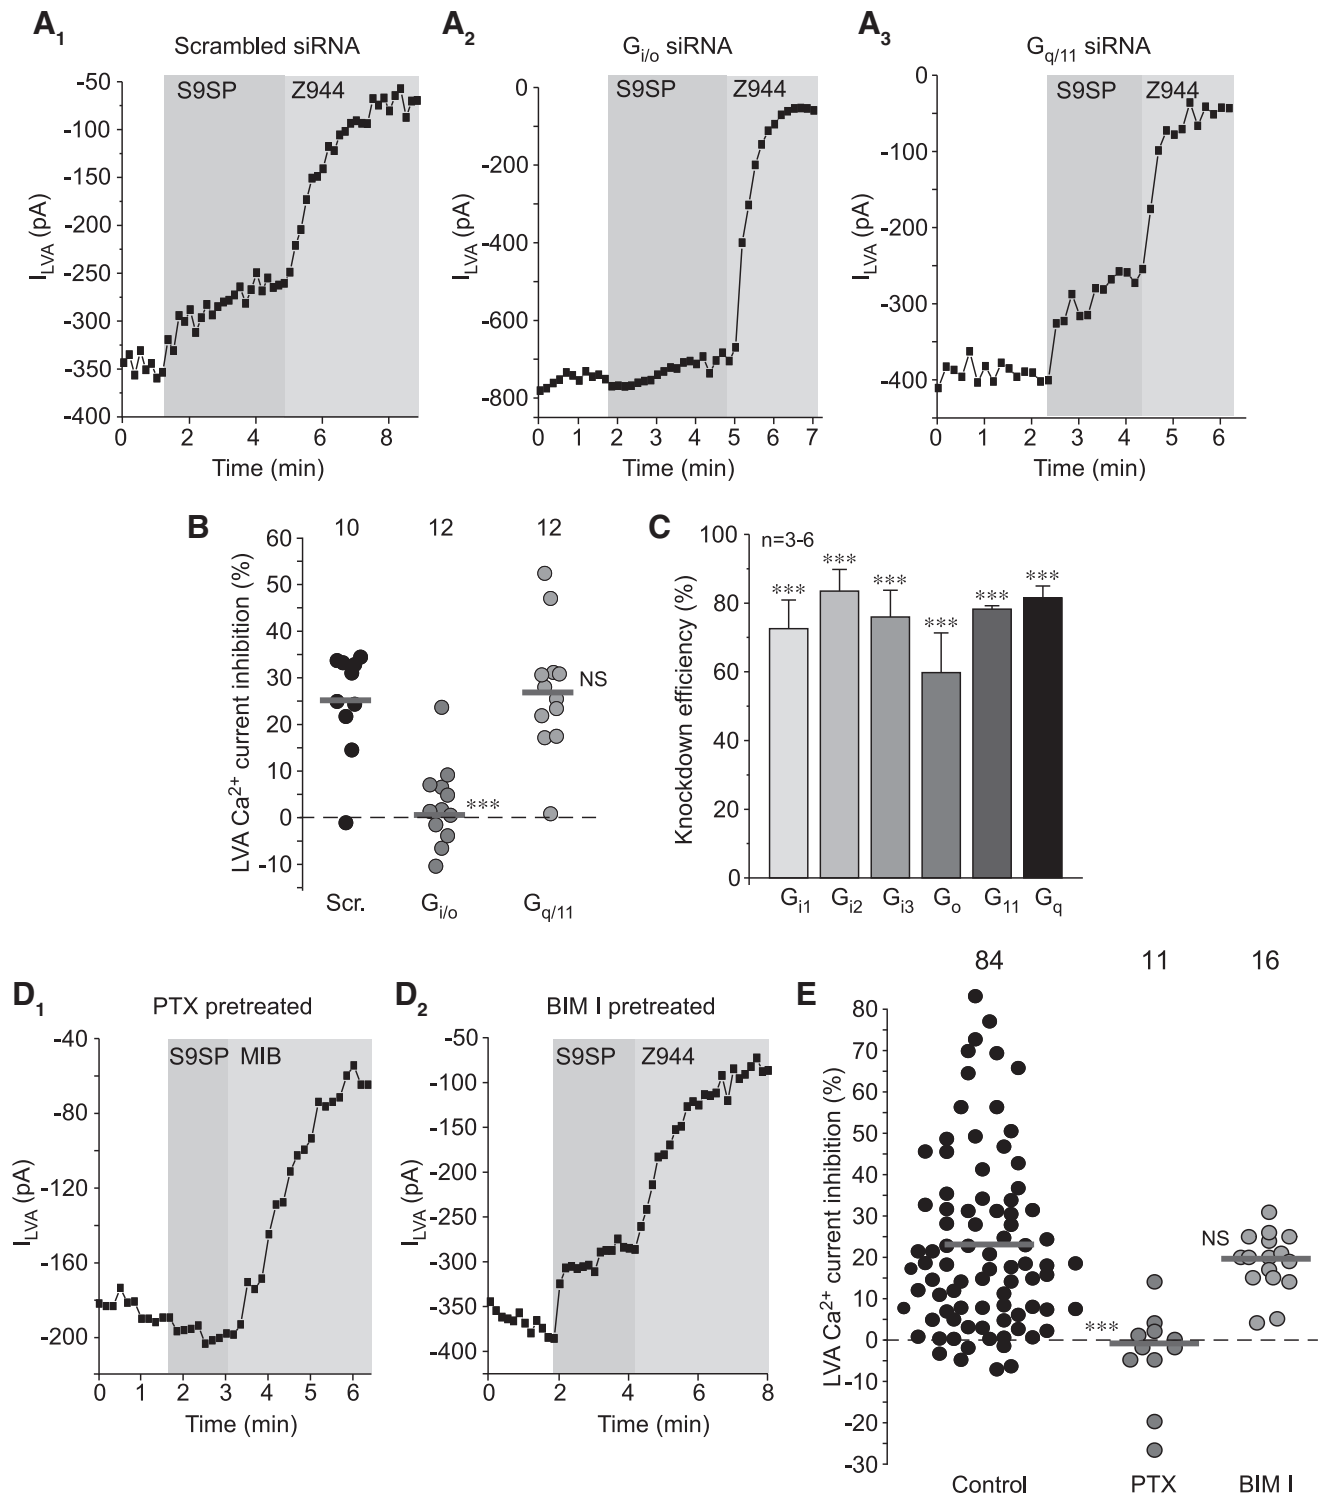 A1 Scrambled siRNA
S9SP Z944
-50
-100
-150
-200
-250
-300
-350
-400
ILVA (pA)
0 2 4 6 8
Time (min)
A2 Gi/o siRNA
S9SP Z944
0
-200
-400
-600
-800
ILVA (pA)
0 1 2 3 4 5 6 7
Time (min)
A3 Gq/11 siRNA
S9SP Z944
0
-100
-200
-300
-400
ILVA (pA)
0 1 2 3 4 5 6
Time (min)
B 10 12 12
60
50
40
30
20
10
0
-10
LVA Ca2+ current inhibition (%)
NS
***
Scr. Gi/o Gq/11
C
n=3-6
100
80
60
40
20
0
Knockdown efficiency (%)
*** *** *** *** *** ***
Gi1 Gi2 Gi3 Go G11 Gq
D1 PTX pretreated
S9SP MIB
-40
-80
-120
-160
-200
ILVA (pA)
0 1 2 3 4 5 6
Time (min)
D2 BIM I pretreated
S9SP Z944
-50
-100
-150
-200
-250
-300
-350
-400
ILVA (pA)
0 2 4 6 8
Time (min)
E 84 11 16
80
70
60
50
40
30
20
10
0
-10
-20
-30
LVA Ca2+ current inhibition (%)
NS
***
Control PTX BIM I